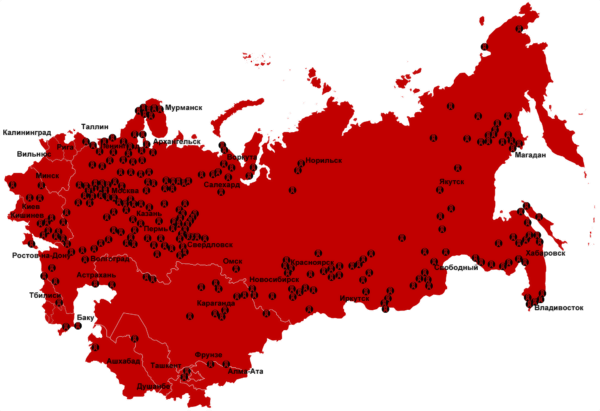 Мурманск
Таллин
Калининград
Архангельск
Рига
Вильнюс
Воркута
Норильск
Магадан
Минск
Салехард
Якутск
Москва
Киев
Казань
Кишинев
Пермь
Свердловск
Хабаровск
Ростов-на-Дону
Волгоград
Омск
Красноярск
Свободный
Астрахань
Новосибирск
Тбилиси
Иркутск
Караганда
Владивосток
Баку
Фрунзе
Ашхабад
Ташкент
Алма-Ата
Душанбе